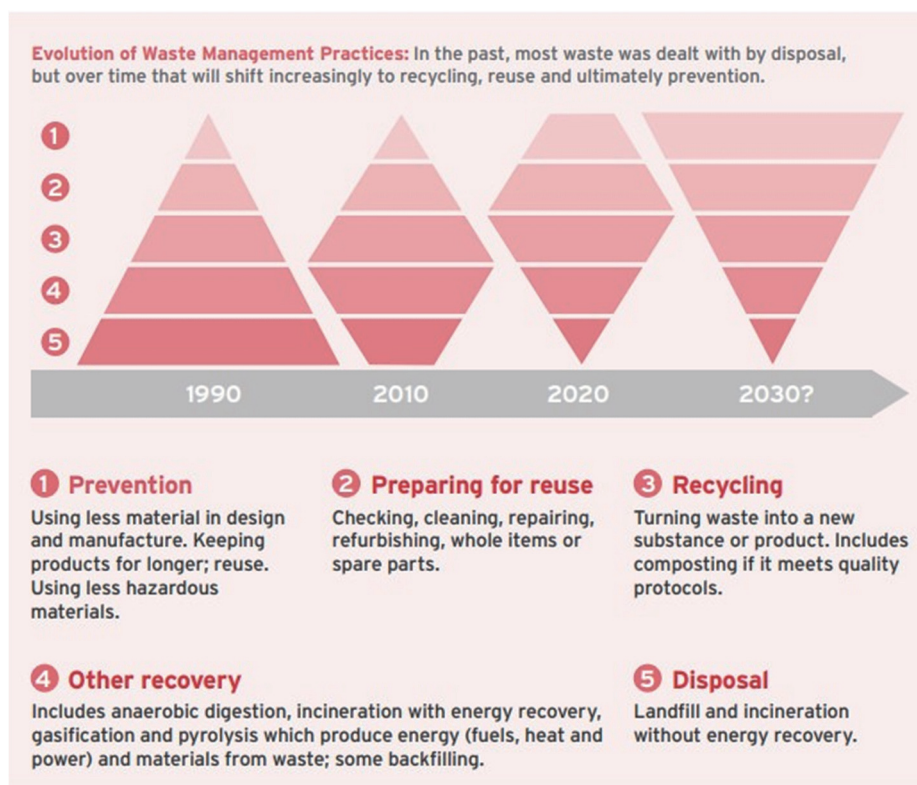 Evolution of Waste Management Practices: In the past, most waste was dealt with by disposal,
but over time that will shift increasingly to recycling, reuse and ultimately prevention.
1
2
3
4
5
1990 2010 2020 2030?
1 Prevention
Using less material in design
and manufacture. Keeping
products for longer; reuse.
Using less hazardous
materials.
2 Preparing for reuse
Checking, cleaning, repairing,
refurbishing, whole items or
spare parts.
3 Recycling
Turning waste into a new
substance or product. Includes
composting if it meets quality
protocols.
4 Other recovery
Includes anaerobic digestion, incineration with energy recovery,
gasification and pyrolysis which produce energy (fuels, heat and
power) and materials from waste; some backfilling.
5 Disposal
Landfill and incineration
without energy recovery.